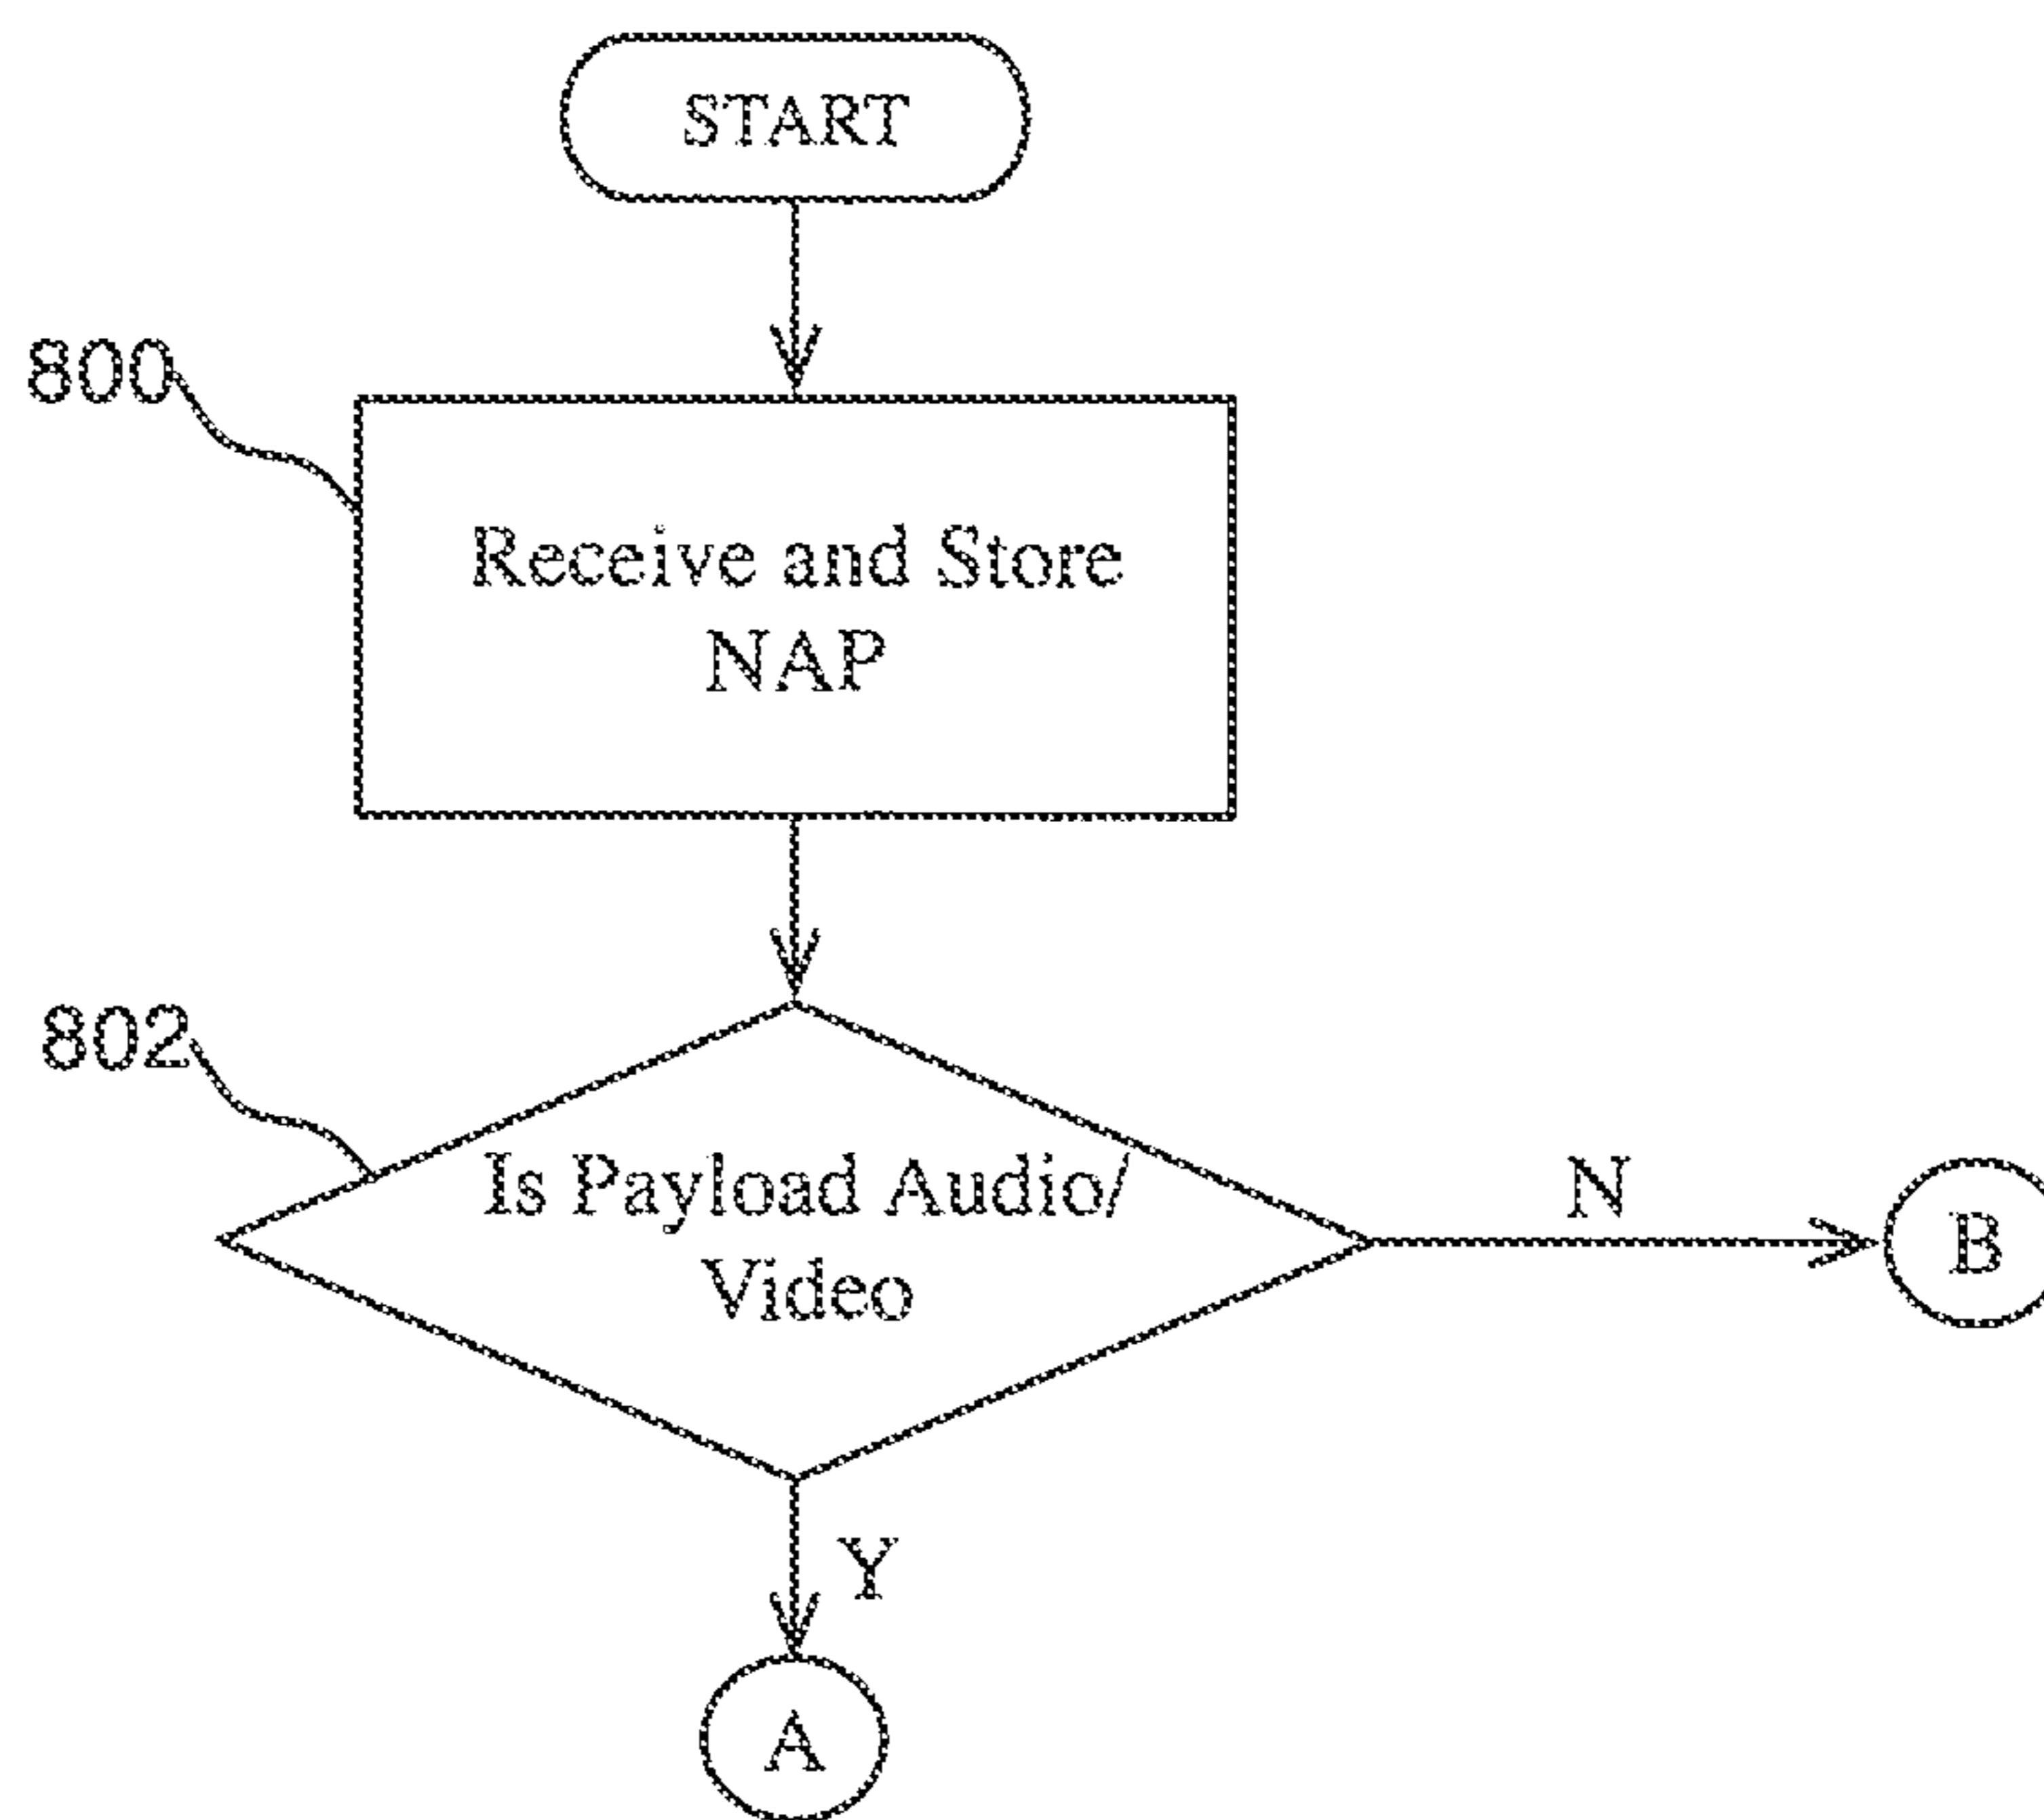 START
800
Receive and Store
NAP
802
Is Payload Audio/
Video
N
B
Y
A